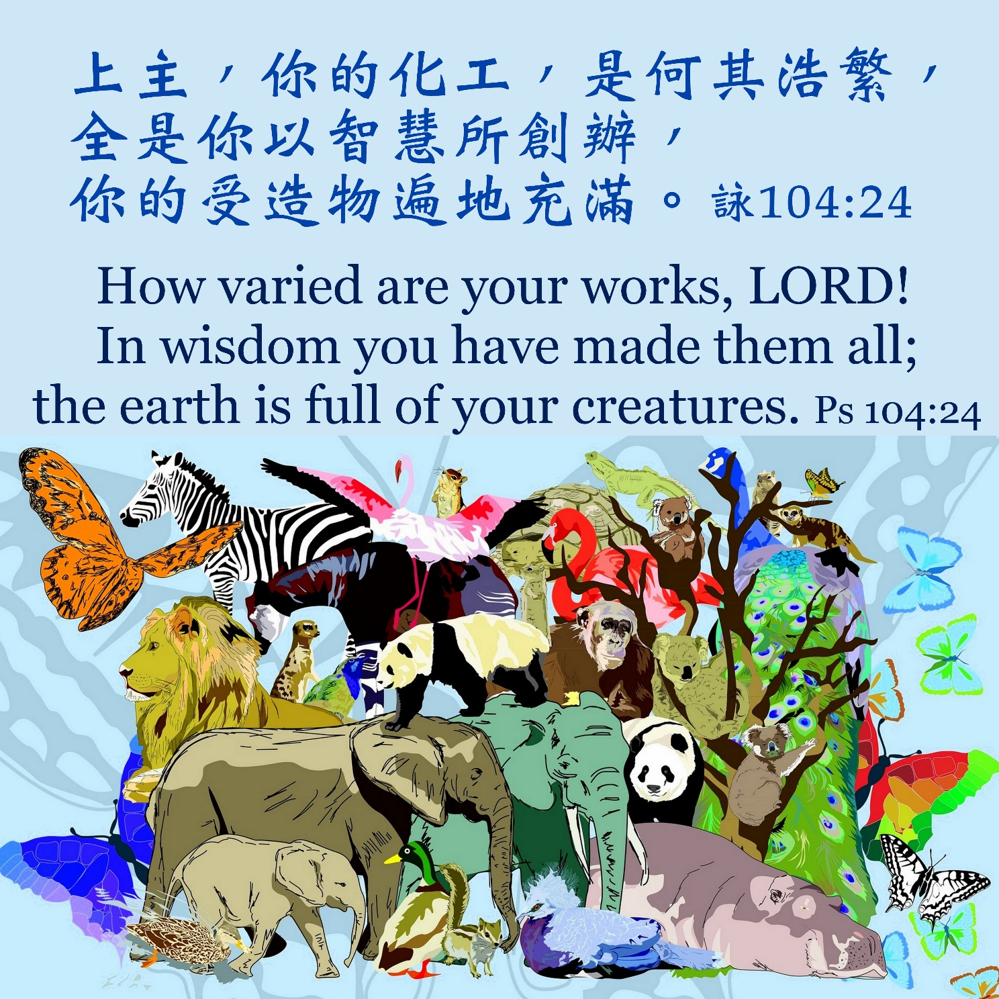 上主，你的化工，是何其浩繁，
全是你以智慧所創辦，
你的受造物遍地充滿。詠104:24
How varied are your works, LORD!
In wisdom you have made them all;
the earth is full of your creatures. Ps 104:24